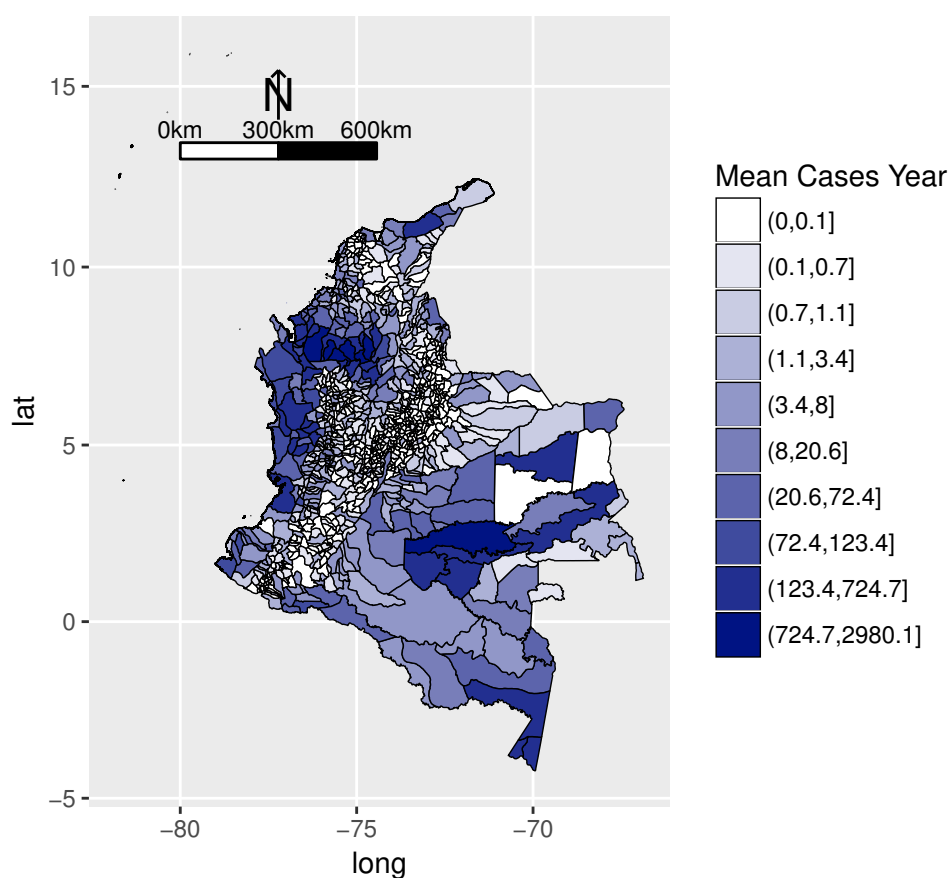 N
0km 300km 600km
15
10
5
0
−5
lat
−80 −75 −70
long
Mean Cases Year
(0,0.1]
(0.1,0.7]
(0.7,1.1]
(1.1,3.4]
(3.4,8]
(8,20.6]
(20.6,72.4]
(72.4,123.4]
(123.4,724.7]
(724.7,2980.1]